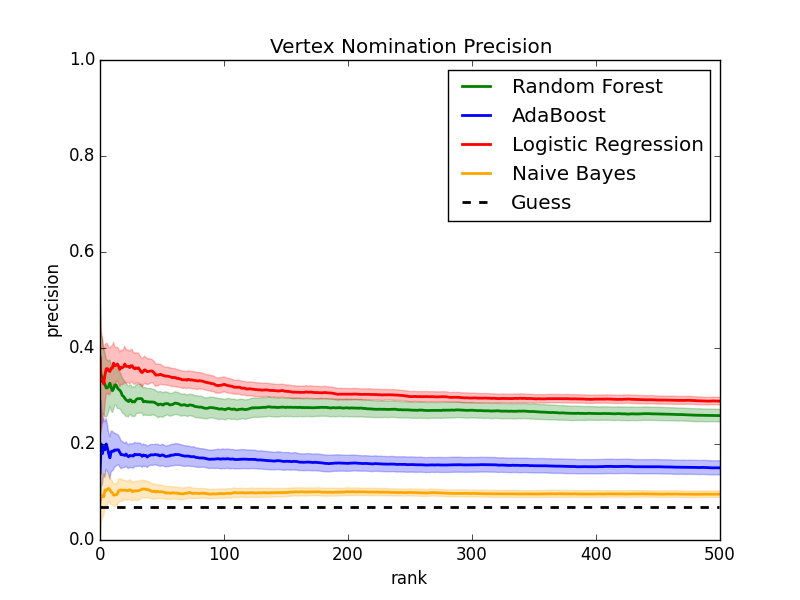 Vertex Nomination Precision
1.0
0.8
0.6
0.4
0.2
0.0
precision
Random Forest
AdaBoost
Logistic Regression
Naive Bayes
Guess
0 100 200 300 400 500
rank